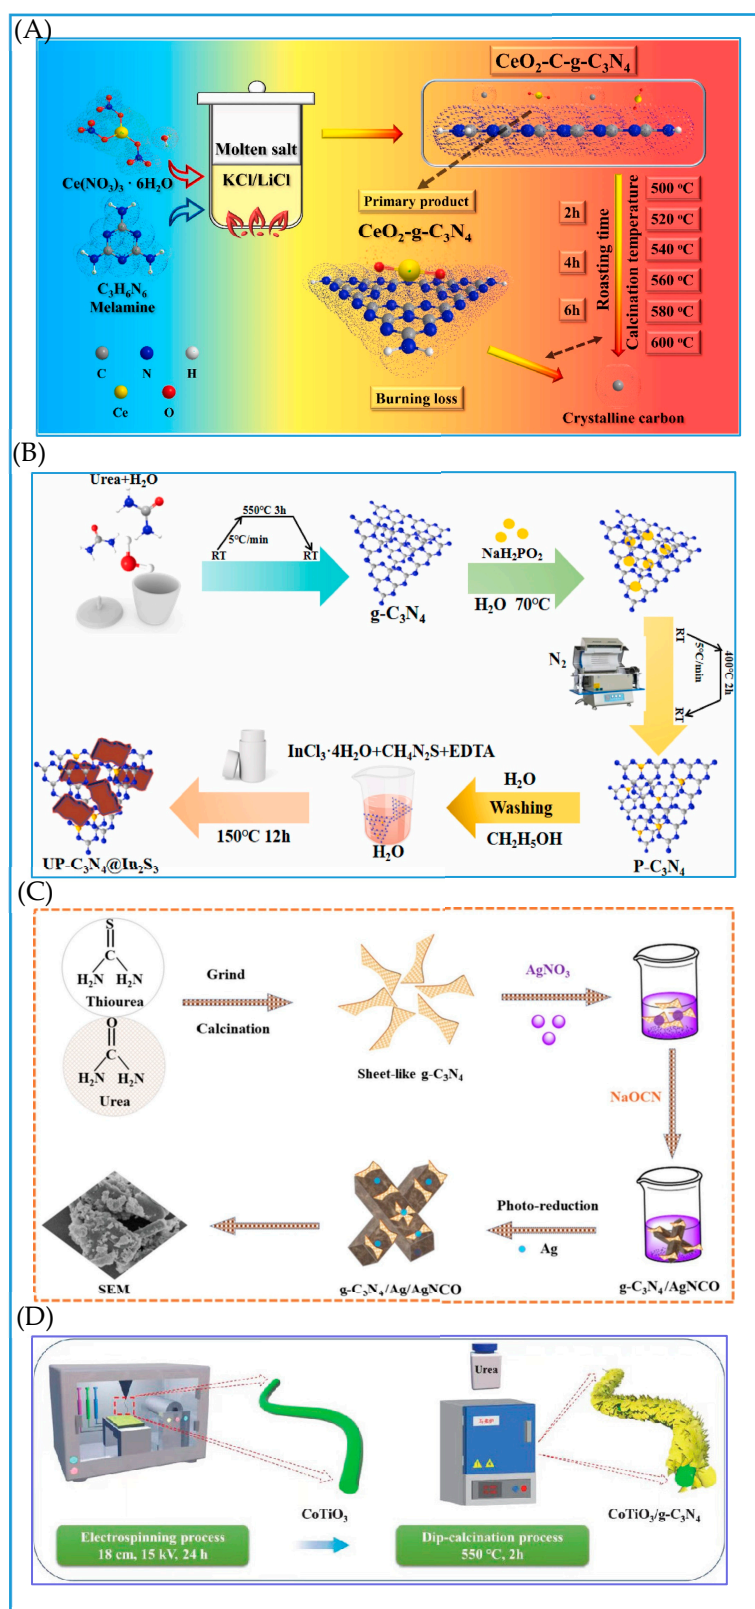 (A)
CeO₂-C-g-C₃N₄
Molten salt
KCl/LiCl
Ce(NO₃)₃ · 6H₂O
C₃H₆N₆
Melamine
Primary product
CeO₂-g-C₃N₄
2h
4h
6h
Roasting time
Calcination temperature
500 °C
520 °C
540 °C
560 °C
580 °C
600 °C
C
N
H
Ce
O
Burning loss
Crystalline carbon
(B)
Urea+H₂O
550℃ 3h
5℃/min
RT
RT
g-C₃N₄
NaH₂PO₂
H₂O 70℃
N₂
RT
5℃/min
400℃ 2h
RT
P-C₃N₄
H₂O
Washing
CH₂H₅OH
InCl₃·4H₂O+CH₄N₂S+EDTA
H₂O
150℃ 12h
UP-C₃N₄@In₂S₃
(C)
S
C
H₂N H₂N
Thiourea
O
C
H₂N H₂N
Urea
Grind
Calcination
Sheet-like g-C₃N₄
AgNO₃
NaOCN
g-C₃N₄/AgNCO
Photo-reduction
Ag
g-C₃N₄/Ag/AgNCO
SEM
(D)
CoTiO₃
Urea
CoTiO₃/g-C₃N₄
Electrospinning process
18 cm, 15 kV, 24 h
Dip-calcination process
550 °C, 2h